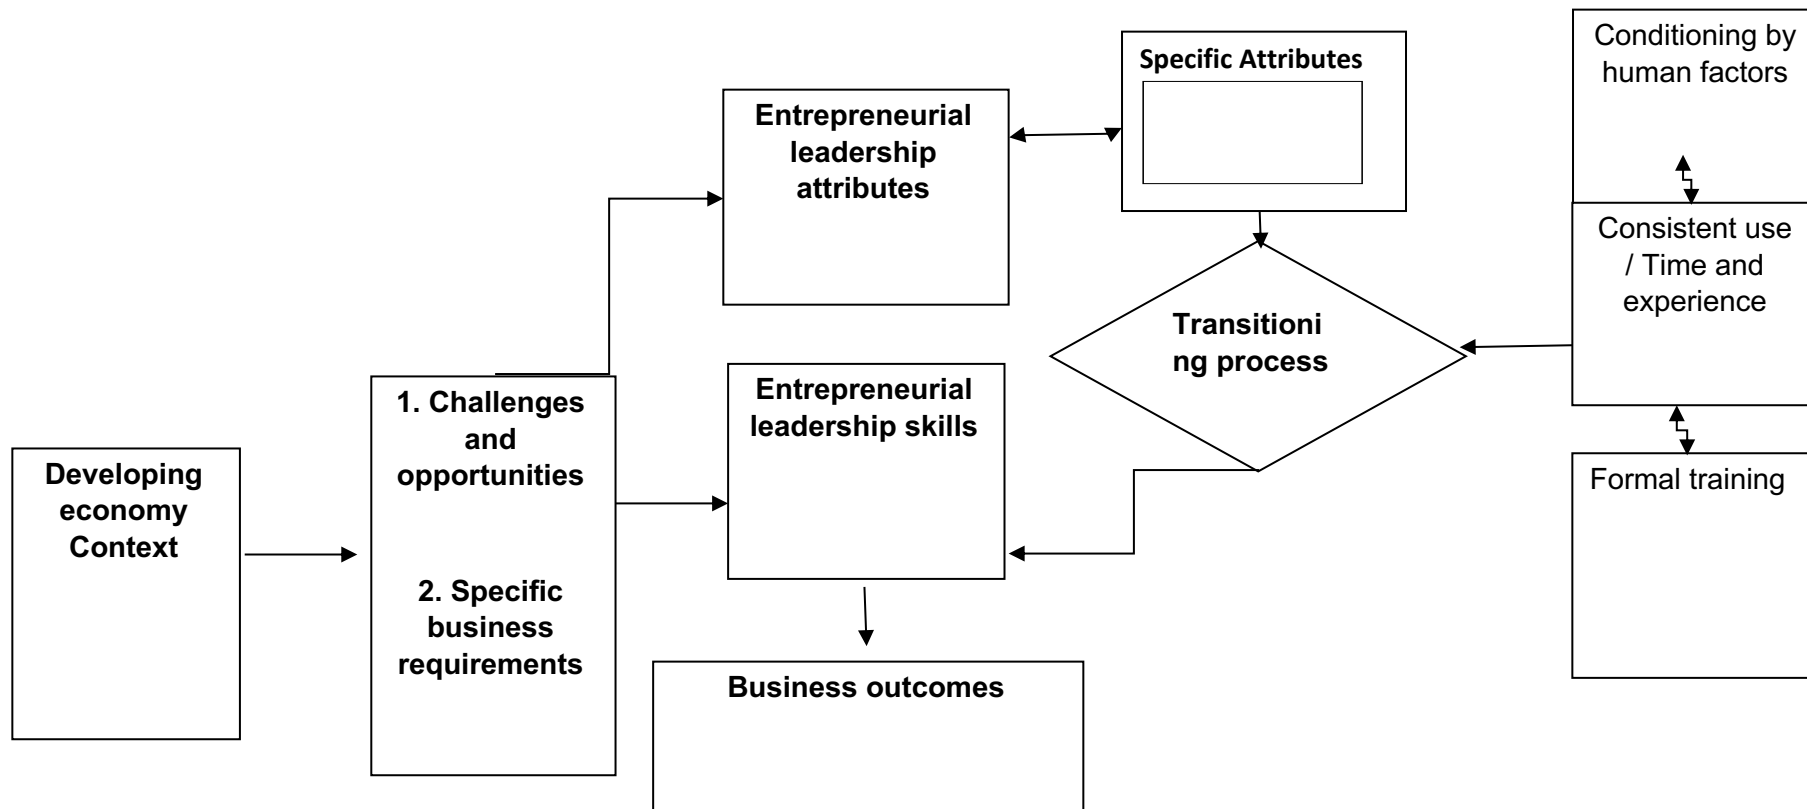 Developing
economy
Context
1. Challenges
and
opportunities
2. Specific
business
requirements
Entrepreneurial
leadership
attributes
Entrepreneurial
leadership skills
Business outcomes
Specific Attributes
Transitioni
ng process
Conditioning by
human factors
Consistent use
/ Time and
experience
Formal training